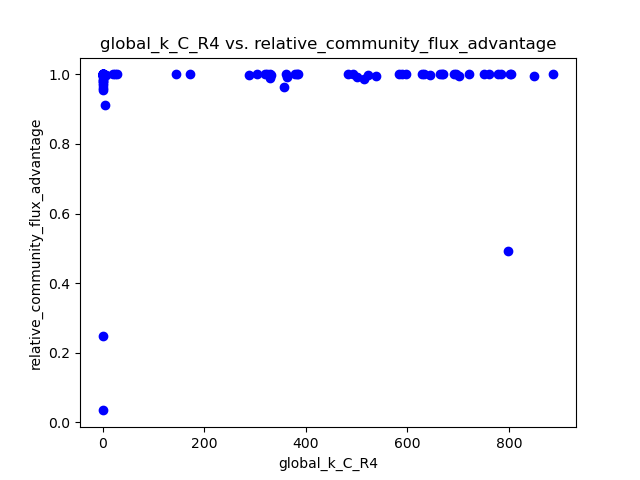 global_k_C_R4 vs. relative_community_flux_advantage
1.0
0.8
0.6
0.4
0.2
0.0
relative_community_flux_advantage
0 200 400 600 800
global_k_C_R4